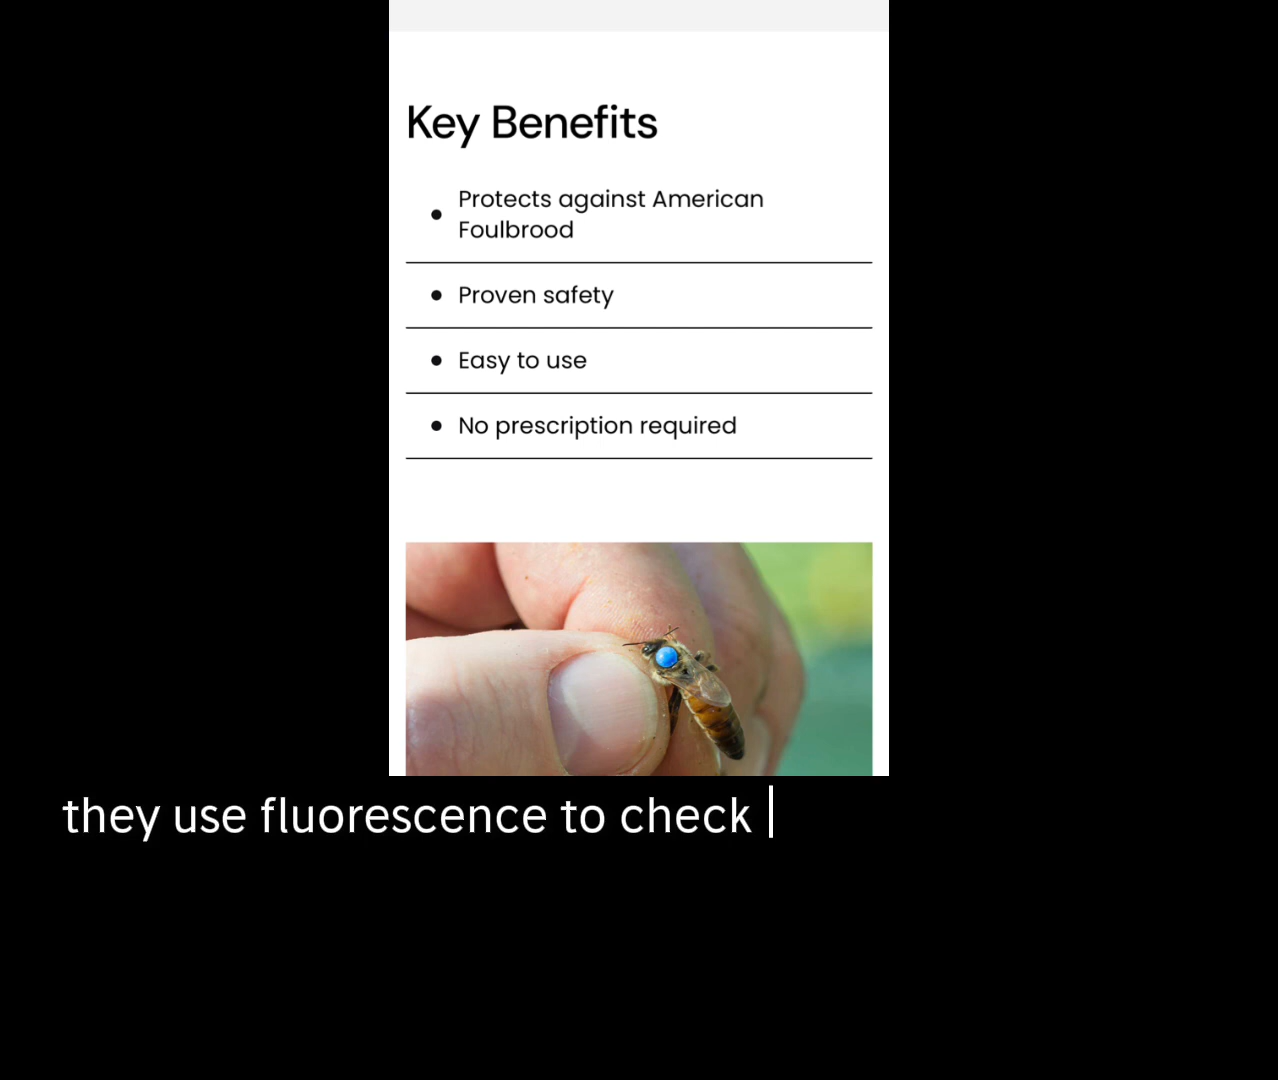 Key Benefits
Protects against American
Foulbrood
Proven safety
Easy to use
No prescription required
they use fluorescence to check